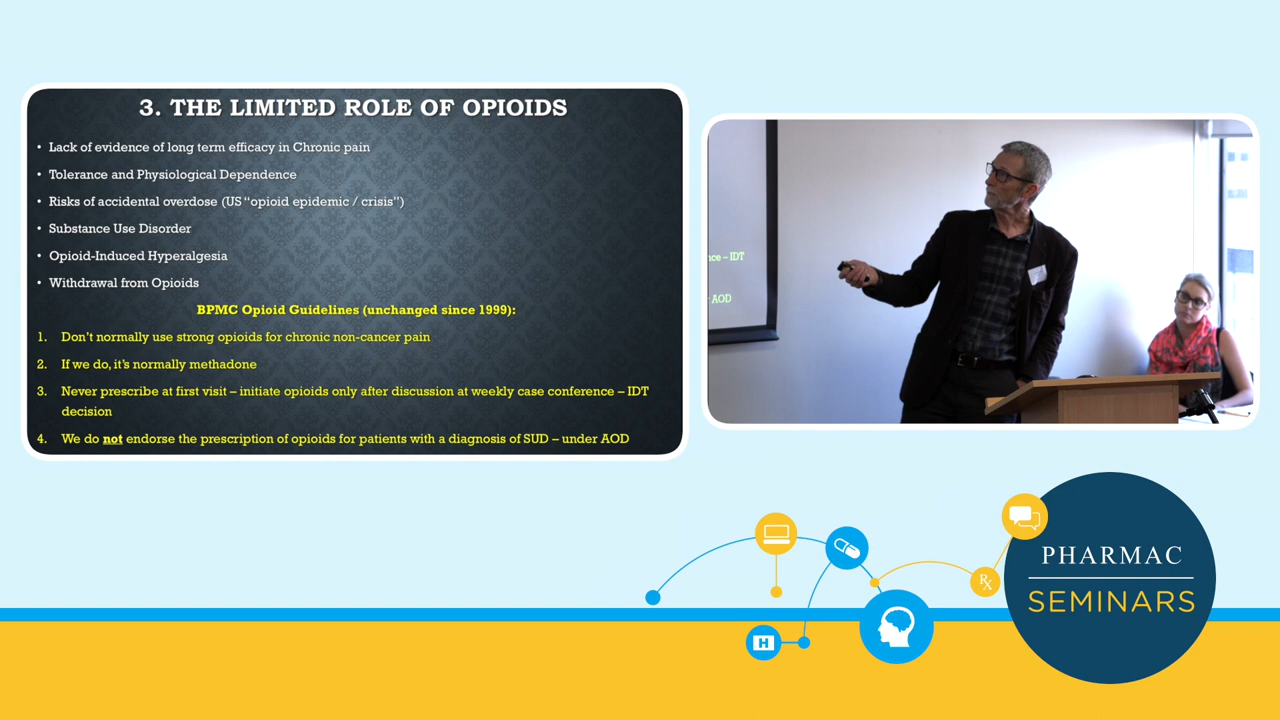 3. THE LIMITED ROLE OF OPIOIDS
• Lack of evidence of long term efficacy in Chronic pain
• Tolerance and Physiological Dependence
• Risks of accidental overdose (US “opioid epidemic / crisis”)
• Substance Use Disorder
• Opioid-Induced Hyperalgesia
• Withdrawal from Opioids
BPMC Opioid Guidelines (unchanged since 1999):
1. Don’t normally use strong opioids for chronic non-cancer pain
2. If we do, it’s normally methadone
3. Never prescribe at first visit – initiate opioids only after discussion at weekly case conference – IDT
decision
4. We do not endorse the prescription of opioids for patients with a diagnosis of SUD – under AOD
nce – IDT
AOD
PHARMAC
SEMINARS
Rx
H